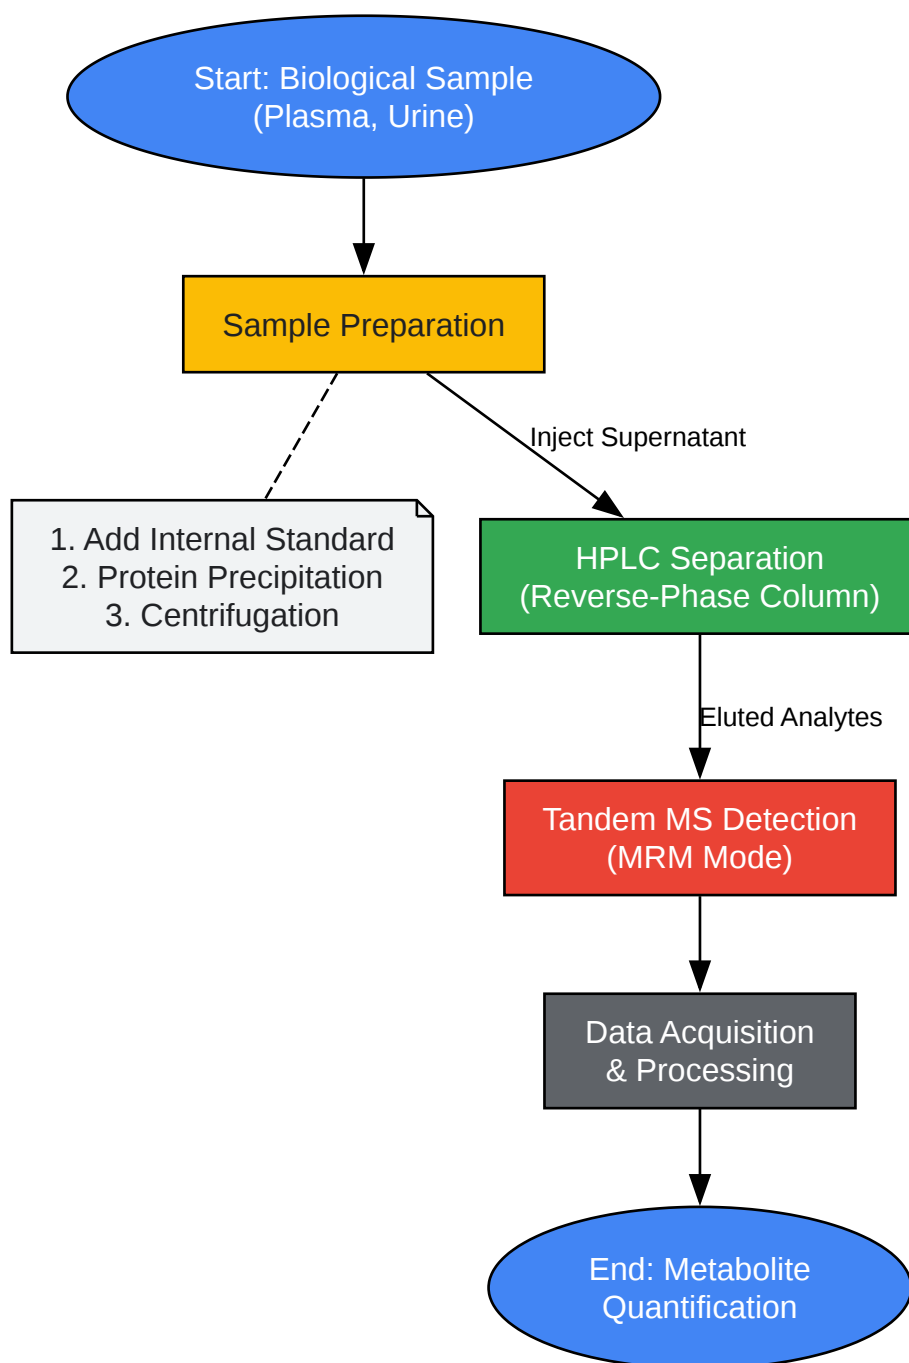 Start: Biological Sample
(Plasma, Urine)
Sample Preparation
Inject Supernatant
1. Add Internal Standard
2. Protein Precipitation
3. Centrifugation
HPLC Separation
(Reverse-Phase Column)
Eluted Analytes
Tandem MS Detection
(MRM Mode)
Data Acquisition
& Processing
End: Metabolite
Quantification